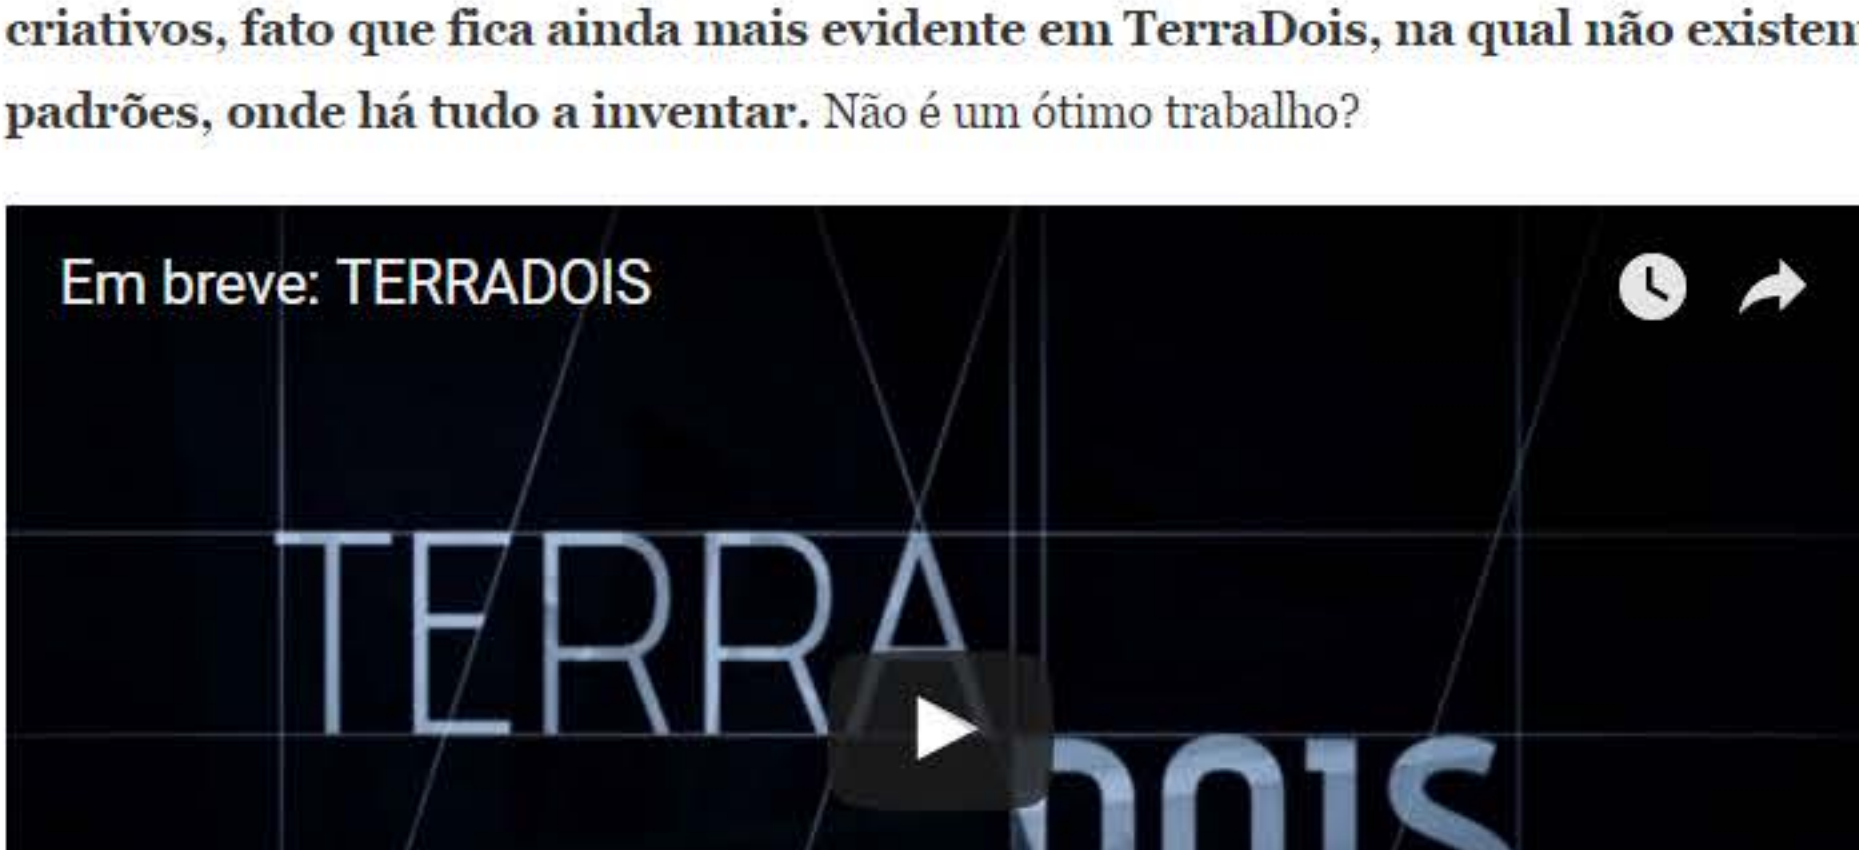 criativos, fato que fica ainda mais evidente em TerraDois, na qual não existem
padrões, onde há tudo a inventar. Não é um ótimo trabalho?
Em breve: TERRADOIS
TERRA
DOIS